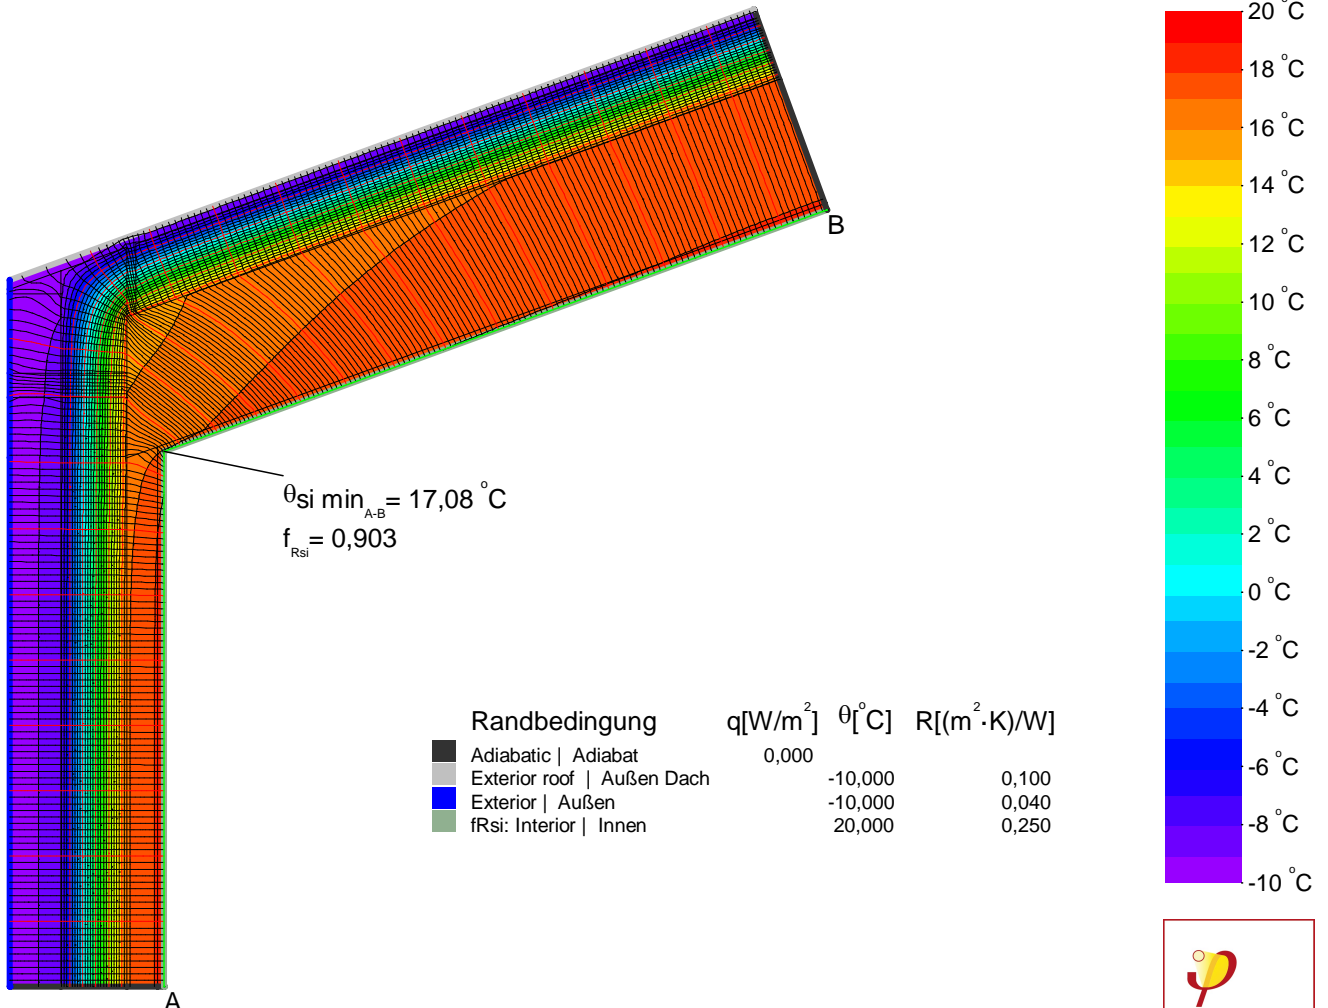 20 °C
18 °C
16 °C
14 °C
12 °C
10 °C
8 °C
6 °C
4 °C
2 °C
0 °C
-2 °C
-4 °C
-6 °C
-8 °C
-10 °C
B
θsi min A-B = 17,08 °C
fRsi = 0,903
Randbedingung q[W/m²] θ[°C] R[(m²·K)/W]
Adiabatic | Adiabat 0,000
Exterior roof | Außen Dach -10,000 0,100
Exterior | Außen -10,000 0,040
fRsi: Interior | Innen 20,000 0,250
A